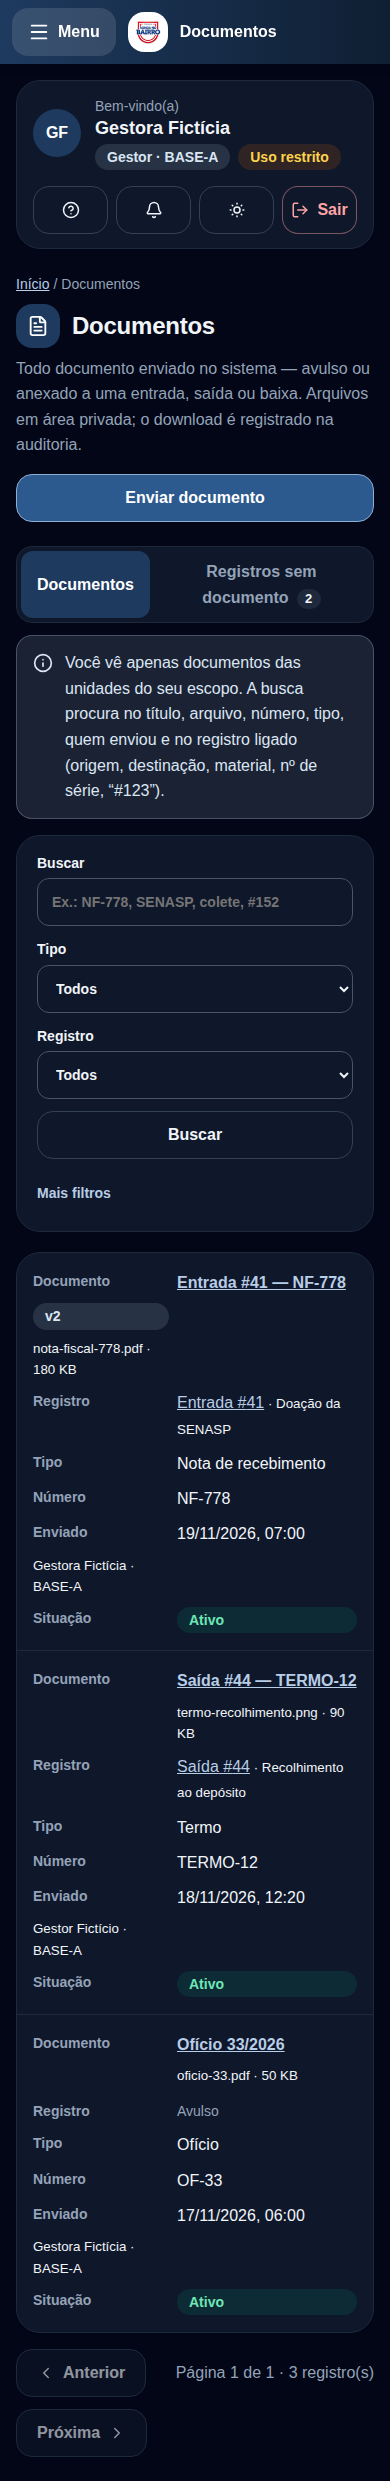 Menu
BAIRRO
Documentos
GF
Bem-vindo(a)
Gestora Fictícia
Gestor · BASE-A
Uso restrito
Sair
Início / Documentos
Documentos
Todo documento enviado no sistema — avulso ou
anexado a uma entrada, saída ou baixa. Arquivos
em área privada; o download é registrado na
auditoria.
Enviar documento
Documentos
Registros sem
documento 2
Você vê apenas documentos das
unidades do seu escopo. A busca
procura no título, arquivo, número, tipo,
quem enviou e no registro ligado
(origem, destinação, material, nº de
série, “#123”).
Buscar
Ex.: NF-778, SENASP, colete, #152
Tipo
Todos
Registro
Todos
Buscar
Mais filtros
Documento Entrada #41 — NF-778
v2
nota-fiscal-778.pdf ·
180 KB
Registro Entrada #41 · Doação da
SENASP
Tipo Nota de recebimento
Número NF-778
Enviado 19/11/2026, 07:00
Gestora Fictícia ·
BASE-A
Situação Ativo
Documento Saída #44 — TERMO-12
termo-recolhimento.png · 90
KB
Registro Saída #44 · Recolhimento
ao depósito
Tipo Termo
Número TERMO-12
Enviado 18/11/2026, 12:20
Gestor Fictício ·
BASE-A
Situação Ativo
Documento Ofício 33/2026
oficio-33.pdf · 50 KB
Registro Avulso
Tipo Ofício
Número OF-33
Enviado 17/11/2026, 06:00
Gestora Fictícia ·
BASE-A
Situação Ativo
Anterior
Página 1 de 1 · 3 registro(s)
Próxima